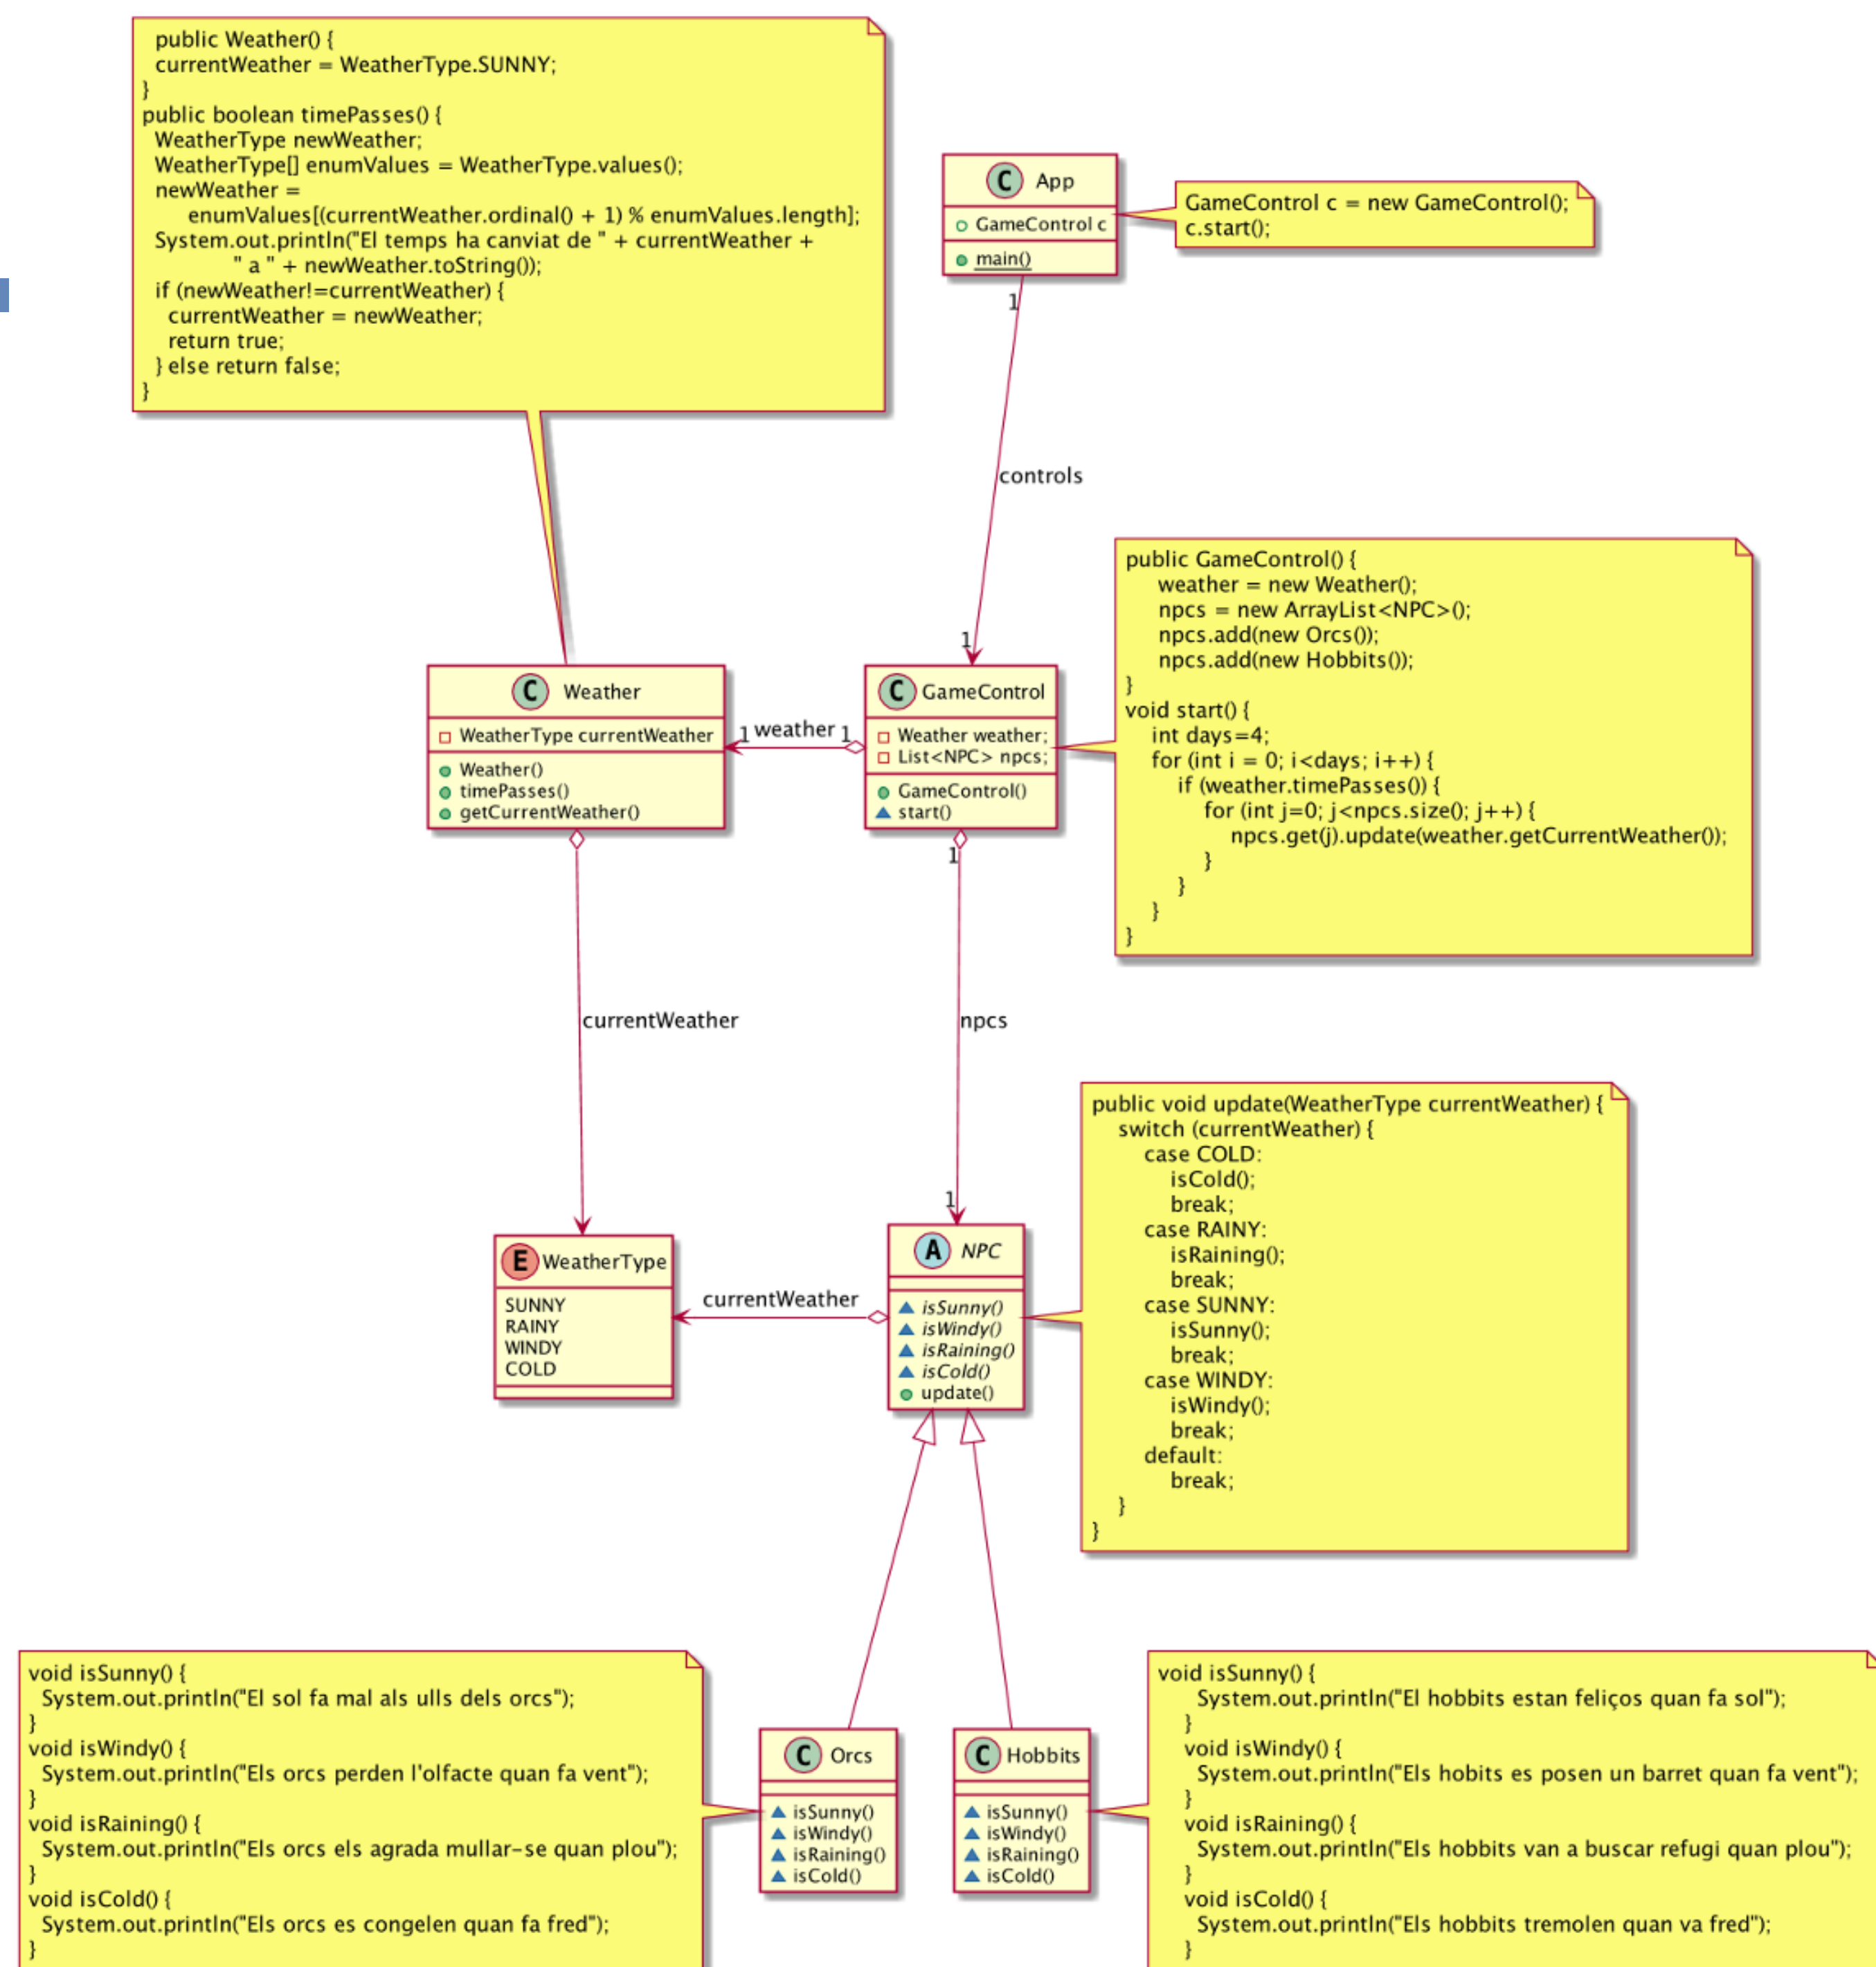 public Weather() {
currentWeather = WeatherType.SUNNY;
}
public boolean timePasses() {
WeatherType newWeather;
WeatherType[] enumValues = WeatherType.values();
newWeather =
enumValues[(currentWeather.ordinal() + 1) % enumValues.length];
System.out.println("El temps ha canviat de " + currentWeather +
" a " + newWeather.toString());
if (newWeather!=currentWeather) {
currentWeather = newWeather;
return true;
} else return false;
}
C App
GameControl c
main()
GameControl c = new GameControl();
c.start();
1
controls
1
public GameControl() {
weather = new Weather();
npcs = new ArrayList<NPC>();
npcs.add(new Orcs());
npcs.add(new Hobbits());
}
void start() {
int days=4;
for (int i = 0; i<days; i++) {
if (weather.timePasses()) {
for (int j=0; j<npcs.size(); j++) {
npcs.get(j).update(weather.getCurrentWeather());
}
}
}
}
C Weather
WeatherType currentWeather
Weather()
timePasses()
getCurrentWeather()
1 weather 1
C GameControl
Weather weather;
List<NPC> npcs;
GameControl()
start()
1
currentWeather
npcs
1
E WeatherType
SUNNY
RAINY
WINDY
COLD
currentWeather
A NPC
isSunny()
isWindy()
isRaining()
isCold()
update()
public void update(WeatherType currentWeather) {
switch (currentWeather) {
case COLD:
isCold();
break;
case RAINY:
isRaining();
break;
case SUNNY:
isSunny();
break;
case WINDY:
isWindy();
break;
default:
break;
}
}
void isSunny() {
System.out.println("El sol fa mal als ulls dels orcs");
}
void isWindy() {
System.out.println("Els orcs perden l'olfacte quan fa vent");
}
void isRaining() {
System.out.println("Els orcs els agrada mullar-se quan plou");
}
void isCold() {
System.out.println("Els orcs es congelen quan fa fred");
}
C Orcs
isSunny()
isWindy()
isRaining()
isCold()
C Hobbits
isSunny()
isWindy()
isRaining()
isCold()
void isSunny() {
System.out.println("El hobbits estan feliços quan fa sol");
}
void isWindy() {
System.out.println("Els hobits es posen un barret quan fa vent");
}
void isRaining() {
System.out.println("Els hobbits van a buscar refugi quan plou");
}
void isCold() {
System.out.println("Els hobbits tremolen quan va fred");
}